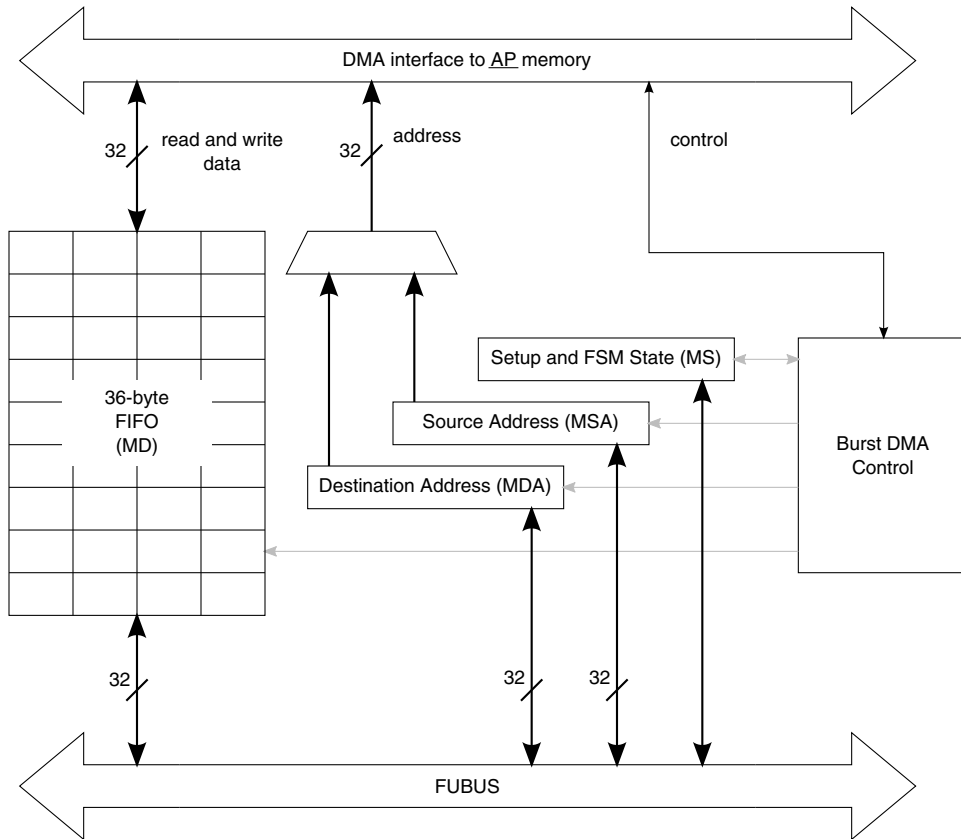 DMA interface to AP memory
32
read and write
data
32
address
control
Setup and FSM State (MS)
36-byte
FIFO
(MD)
Source Address (MSA)
Burst DMA
Control
Destination Address (MDA)
32
32
32
FUBUS